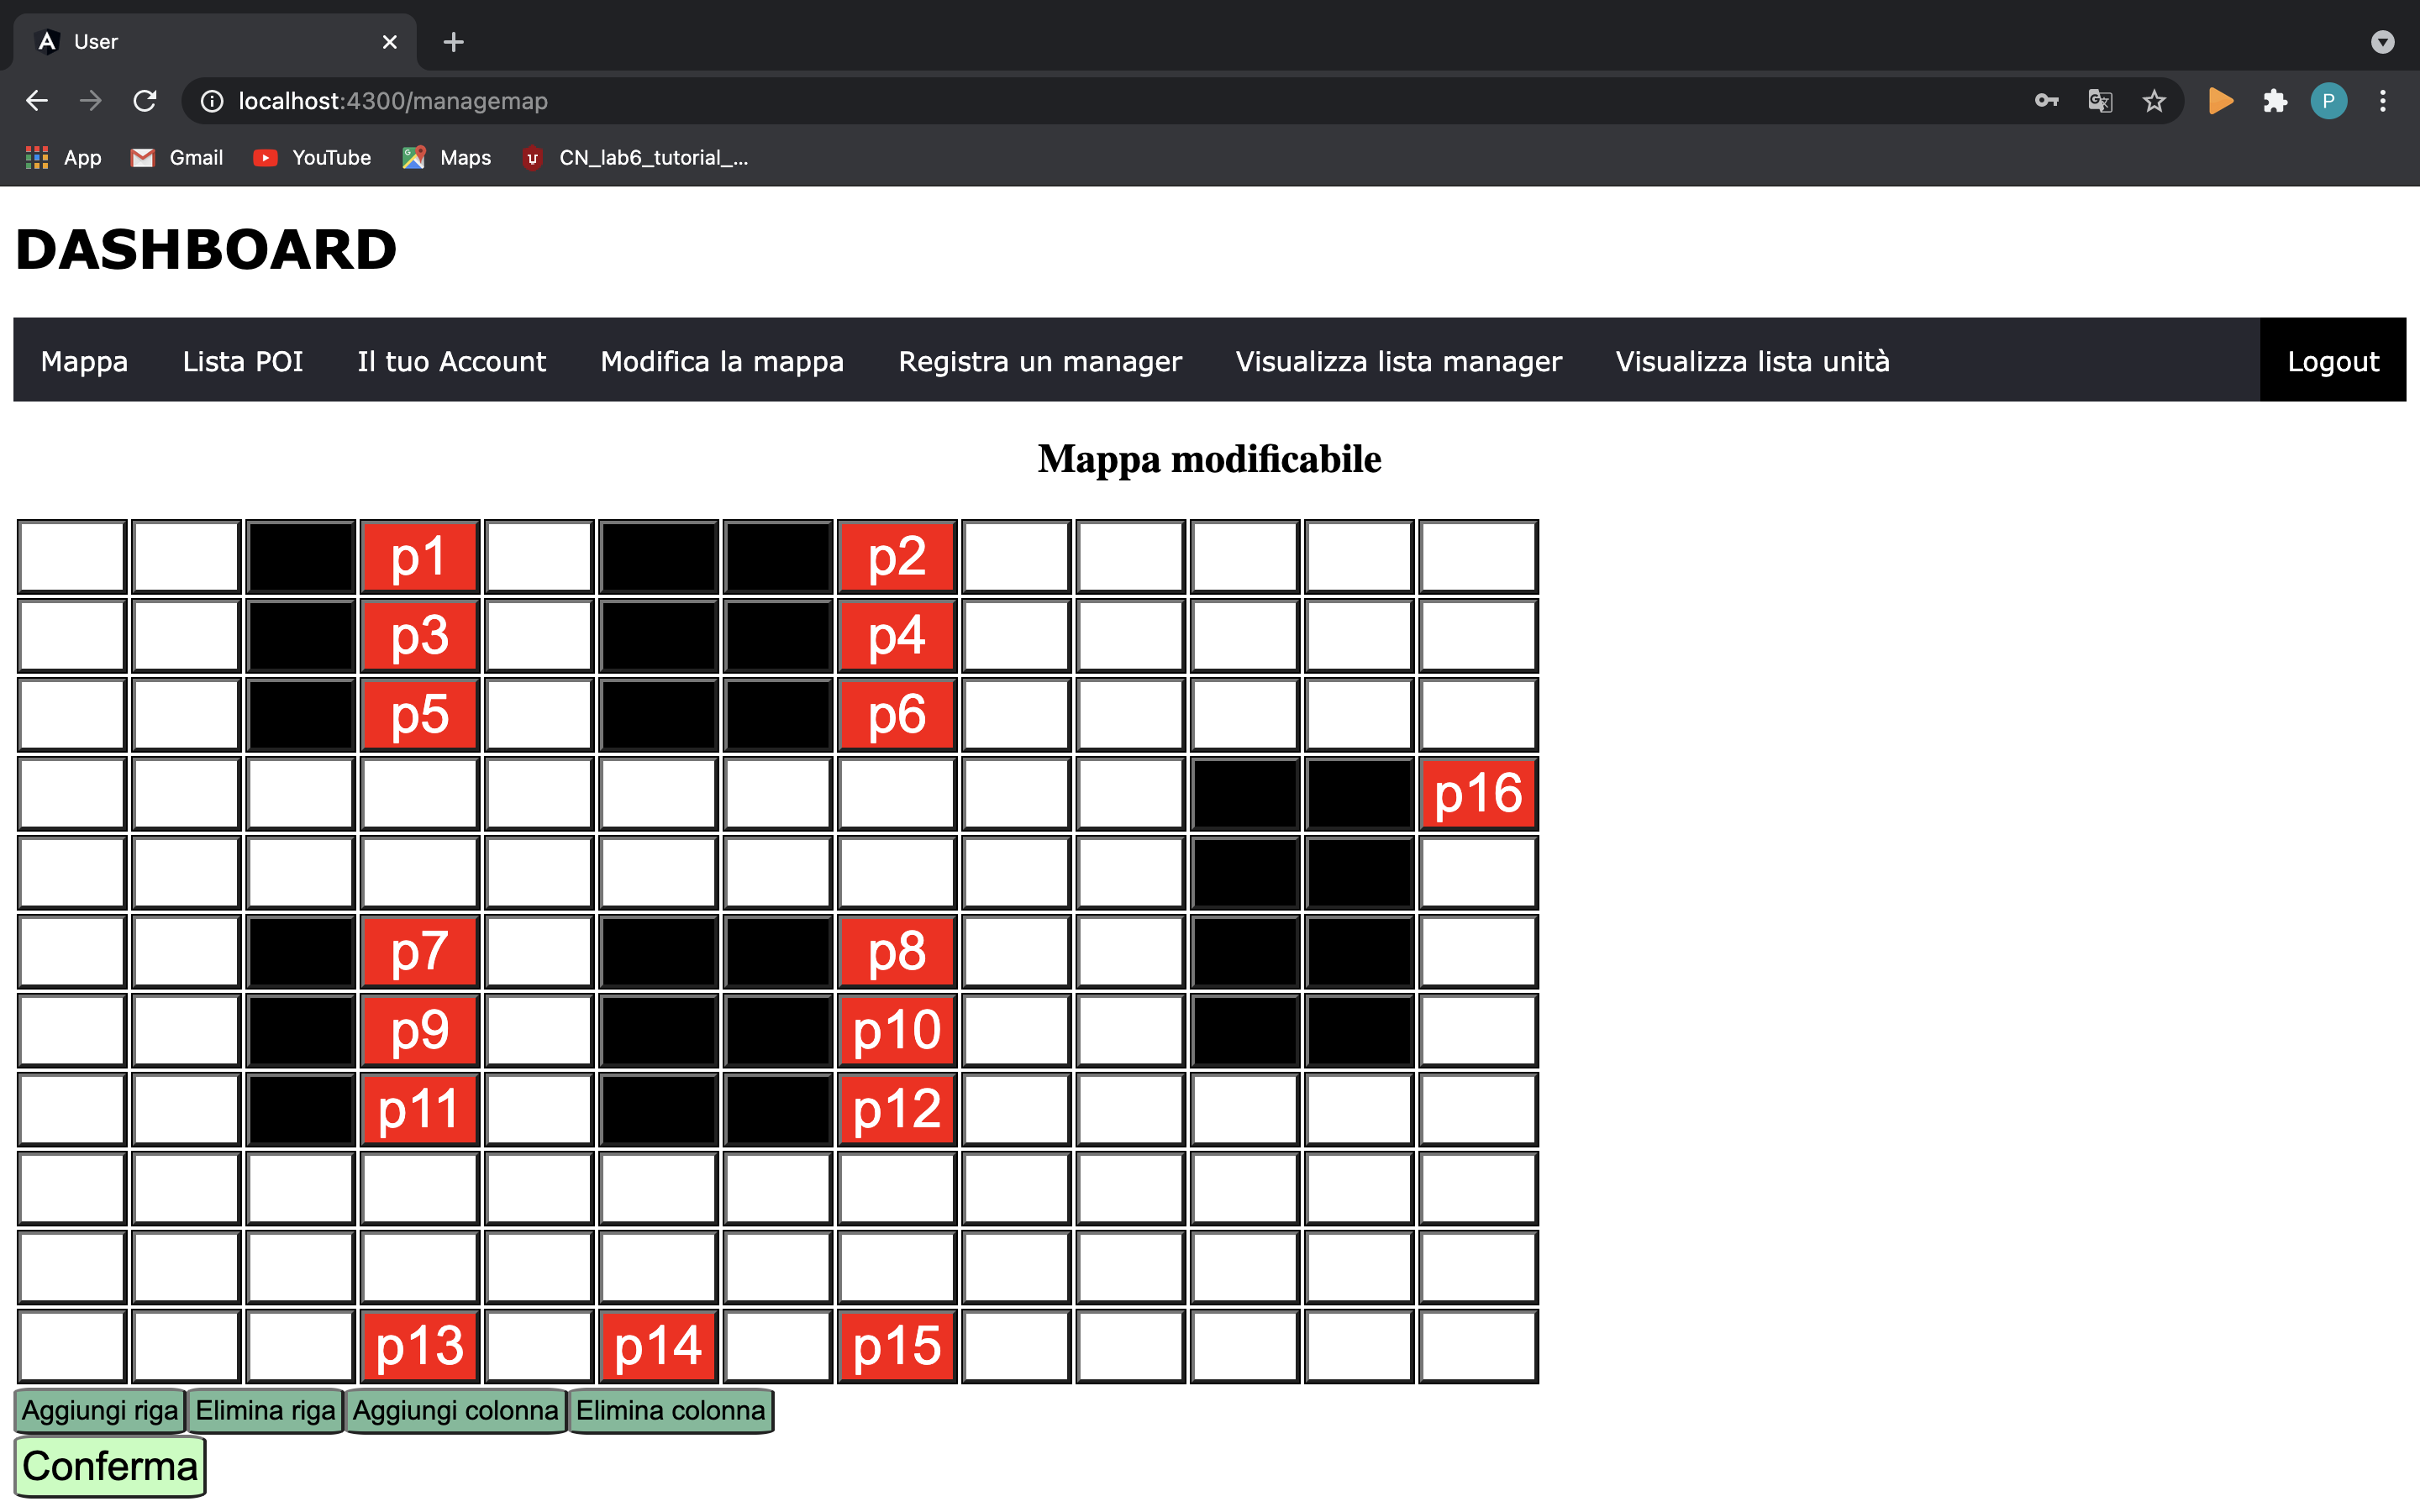 User
localhost:4300/managemap
P
App Gmail YouTube Maps CN_lab6_tutorial_...
DASHBOARD
Mappa Lista POI Il tuo Account Modifica la mappa Registra un manager Visualizza lista manager Visualizza lista unità Logout
Mappa modificabile
p1 p2
p3 p4
p5 p6
p16
p7 p8
p9 p10
p11 p12
p13 p14 p15
Aggiungi riga Elimina riga Aggiungi colonna Elimina colonna
Conferma